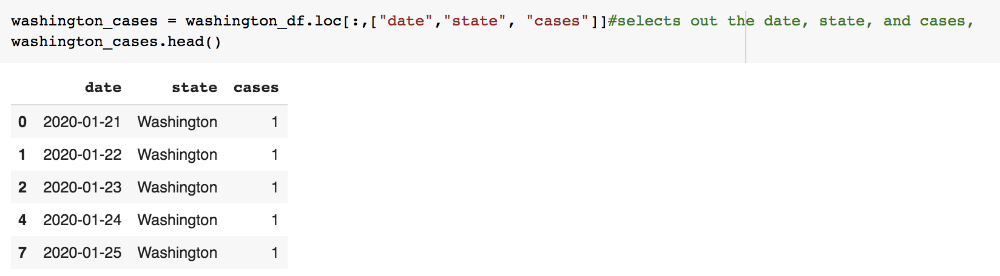 washington_cases = washington_df.loc[:,["date","state", "cases"]]#selects out the date, state, and cases,
washington_cases.head()
date state cases
0 2020-01-21 Washington 1
1 2020-01-22 Washington 1
2 2020-01-23 Washington 1
4 2020-01-24 Washington 1
7 2020-01-25 Washington 1